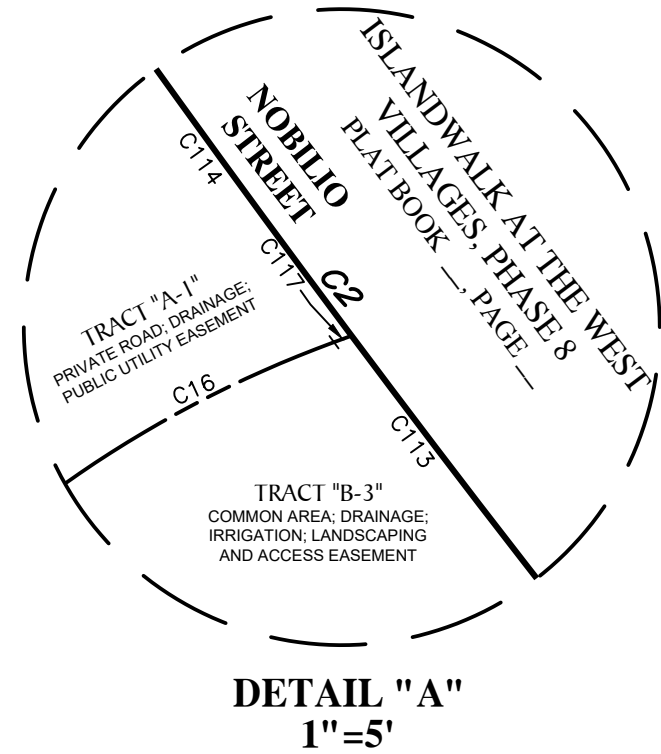 ISLANDWALK AT THE WEST
VILLAGES, PHASE 8
PLAT BOOK __, PAGE __
NOBILIO
STREET
C114
C117
C2
TRACT "A-1"
PRIVATE ROAD; DRAINAGE;
PUBLIC UTILITY EASEMENT
C16
C113
TRACT "B-3"
COMMON AREA; DRAINAGE;
IRRIGATION; LANDSCAPING
AND ACCESS EASEMENT
DETAIL "A"
1"=5'